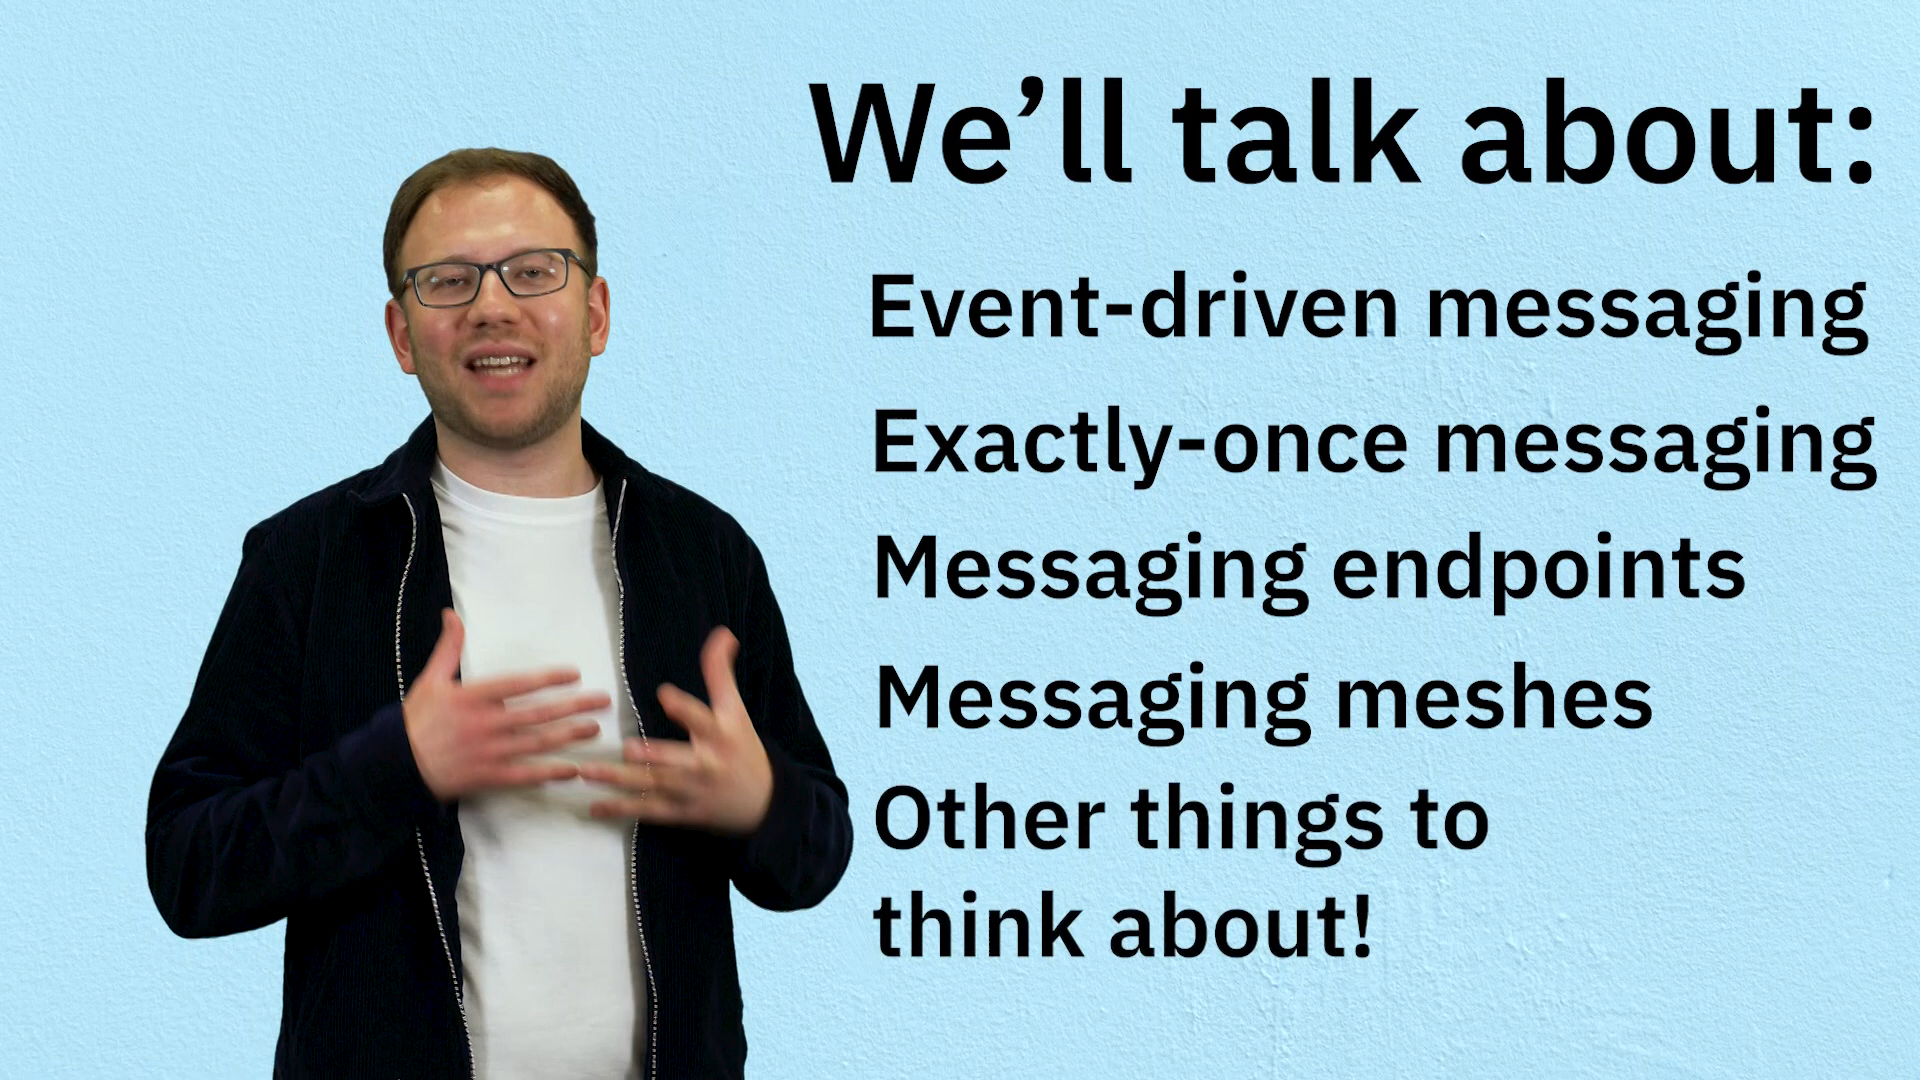 We’ll talk about:
Event-driven messaging
Exactly-once messaging
Messaging endpoints
Messaging meshes
Other things to
think about!